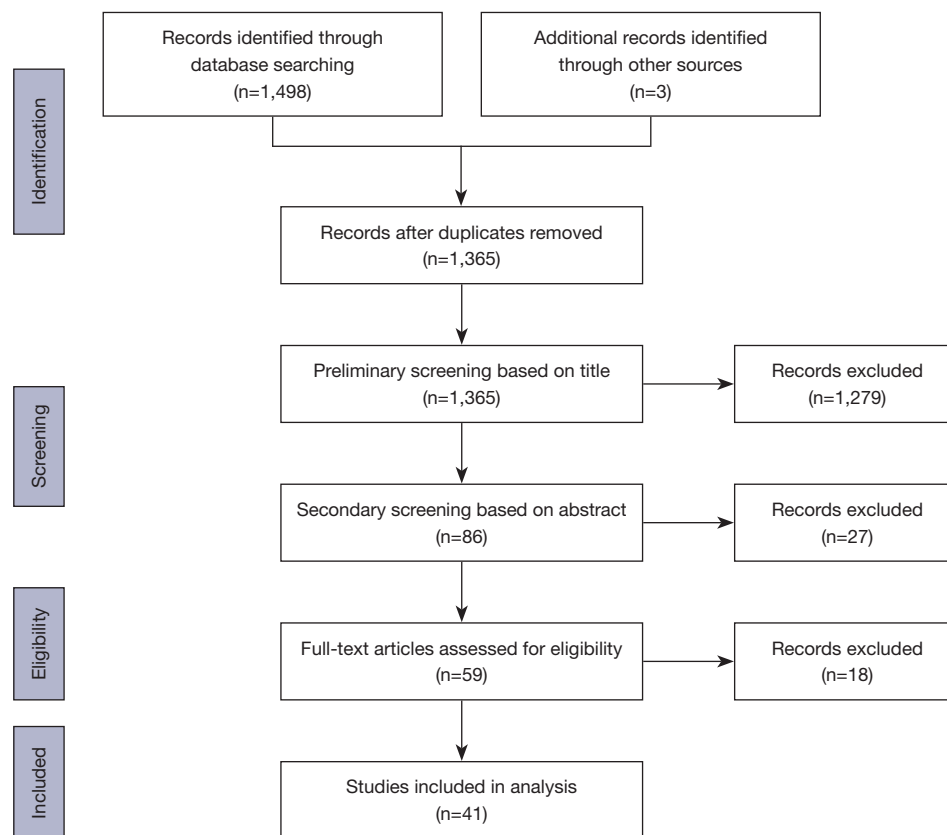 Records identified through
database searching
(n=1,498)
Additional records identified
through other sources
(n=3)
Identification
Records after duplicates removed
(n=1,365)
Preliminary screening based on title
(n=1,365)
Records excluded
(n=1,279)
Screening
Secondary screening based on abstract
(n=86)
Records excluded
(n=27)
Eligibility
Full-text articles assessed for eligibility
(n=59)
Records excluded
(n=18)
Included
Studies included in analysis
(n=41)